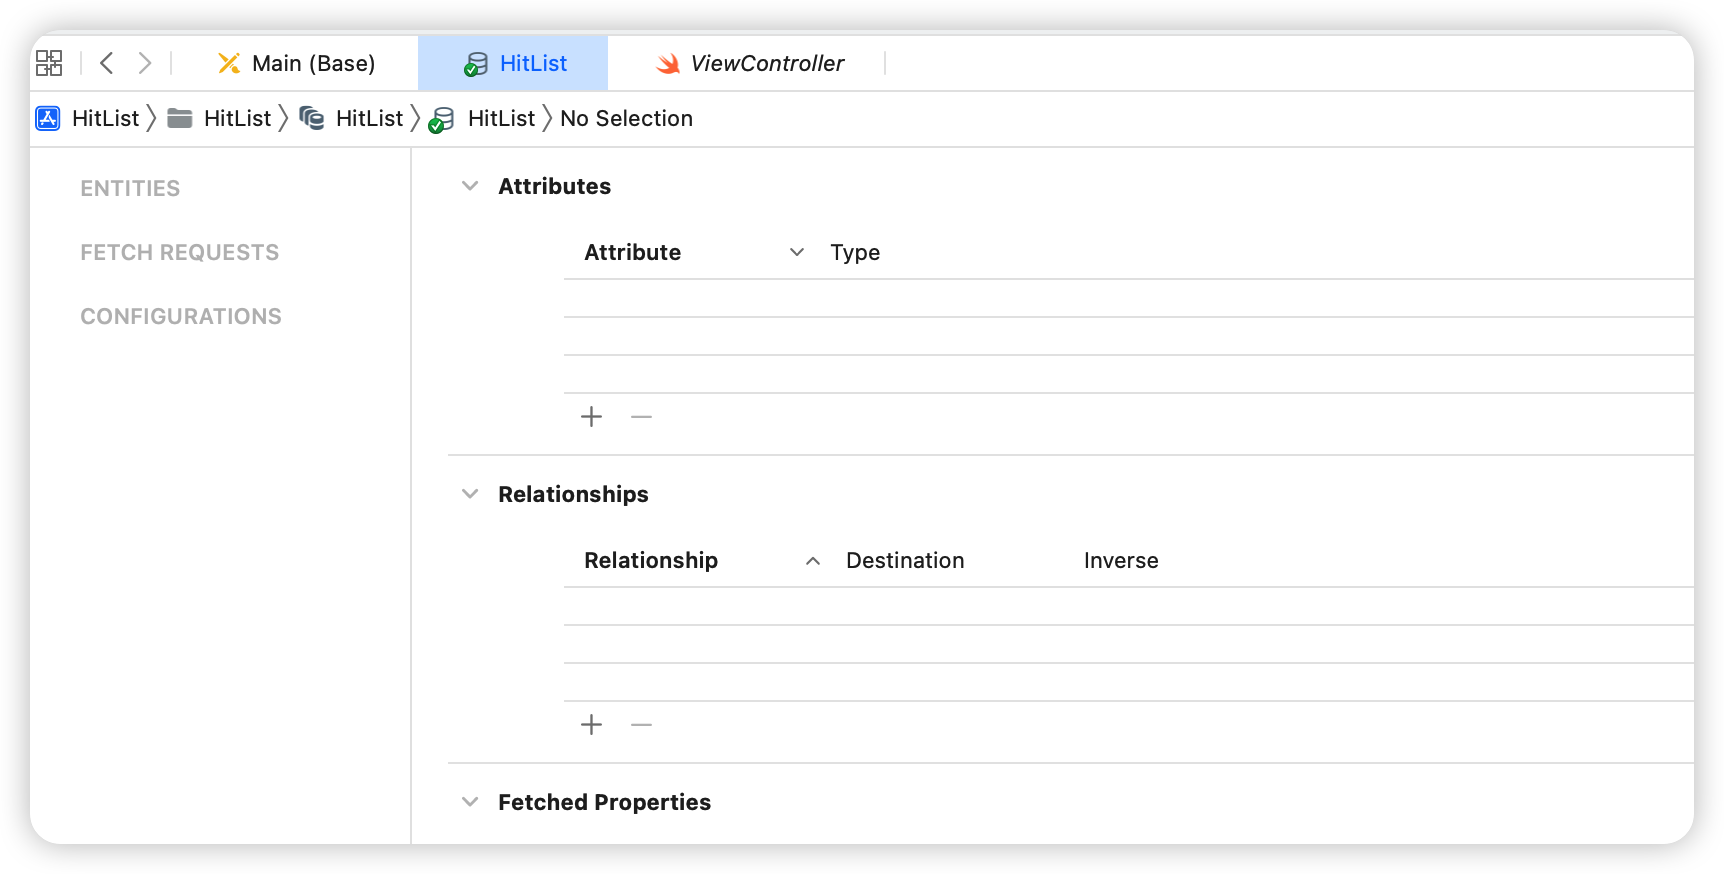 Main (Base) HitList ViewController
HitList HitList HitList HitList No Selection
ENTITIES
FETCH REQUESTS
CONFIGURATIONS
Attributes
Attribute Type
Relationships
Relationship Destination Inverse
Fetched Properties